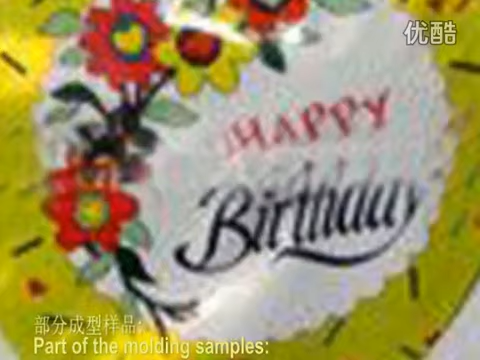 优酷
HAPPY
Birthday
部分成型样品:
Part of the molding samples: